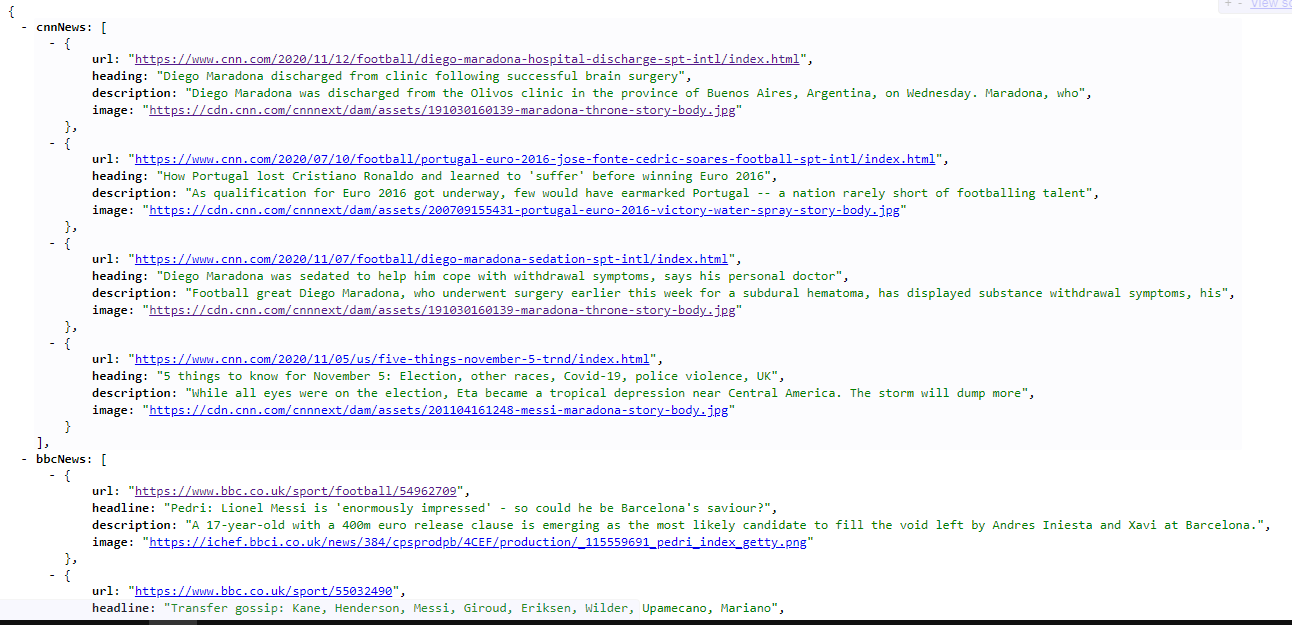 + - View so
{
- cnnNews: [
- {
url: "https://www.cnn.com/2020/11/12/football/diego-maradona-hospital-discharge-spt-intl/index.html",
heading: "Diego Maradona discharged from clinic following successful brain surgery",
description: "Diego Maradona was discharged from the Olivos clinic in the province of Buenos Aires, Argentina, on Wednesday. Maradona, who",
image: "https://cdn.cnn.com/cnnnext/dam/assets/191030160139-maradona-throne-story-body.jpg"
},
- {
url: "https://www.cnn.com/2020/07/10/football/portugal-euro-2016-jose-fonte-cedric-soares-football-spt-intl/index.html",
heading: "How Portugal lost Cristiano Ronaldo and learned to 'suffer' before winning Euro 2016",
description: "As qualification for Euro 2016 got underway, few would have earmarked Portugal -- a nation rarely short of footballing talent",
image: "https://cdn.cnn.com/cnnnext/dam/assets/200709155431-portugal-euro-2016-victory-water-spray-story-body.jpg"
},
- {
url: "https://www.cnn.com/2020/11/07/football/diego-maradona-sedation-spt-intl/index.html",
heading: "Diego Maradona was sedated to help him cope with withdrawal symptoms, says his personal doctor",
description: "Football great Diego Maradona, who underwent surgery earlier this week for a subdural hematoma, has displayed substance withdrawal symptoms, his",
image: "https://cdn.cnn.com/cnnnext/dam/assets/191030160139-maradona-throne-story-body.jpg"
},
- {
url: "https://www.cnn.com/2020/11/05/us/five-things-november-5-trnd/index.html",
heading: "5 things to know for November 5: Election, other races, Covid-19, police violence, UK",
description: "While all eyes were on the election, Eta became a tropical depression near Central America. The storm will dump more",
image: "https://cdn.cnn.com/cnnnext/dam/assets/201104161248-messi-maradona-story-body.jpg"
}
],
- bbcNews: [
- {
url: "https://www.bbc.co.uk/sport/football/54962709",
headline: "Pedri: Lionel Messi is 'enormously impressed' - so could he be Barcelona's saviour?",
description: "A 17-year-old with a 400m euro release clause is emerging as the most likely candidate to fill the void left by Andres Iniesta and Xavi at Barcelona.",
image: "https://ichef.bbci.co.uk/news/384/cpsprodpb/4CEF/production/_115559691_pedri_index_getty.png"
},
- {
url: "https://www.bbc.co.uk/sport/55032490",
headline: "Transfer gossip: Kane, Henderson, Messi, Giroud, Eriksen, Wilder, Upamecano, Mariano",